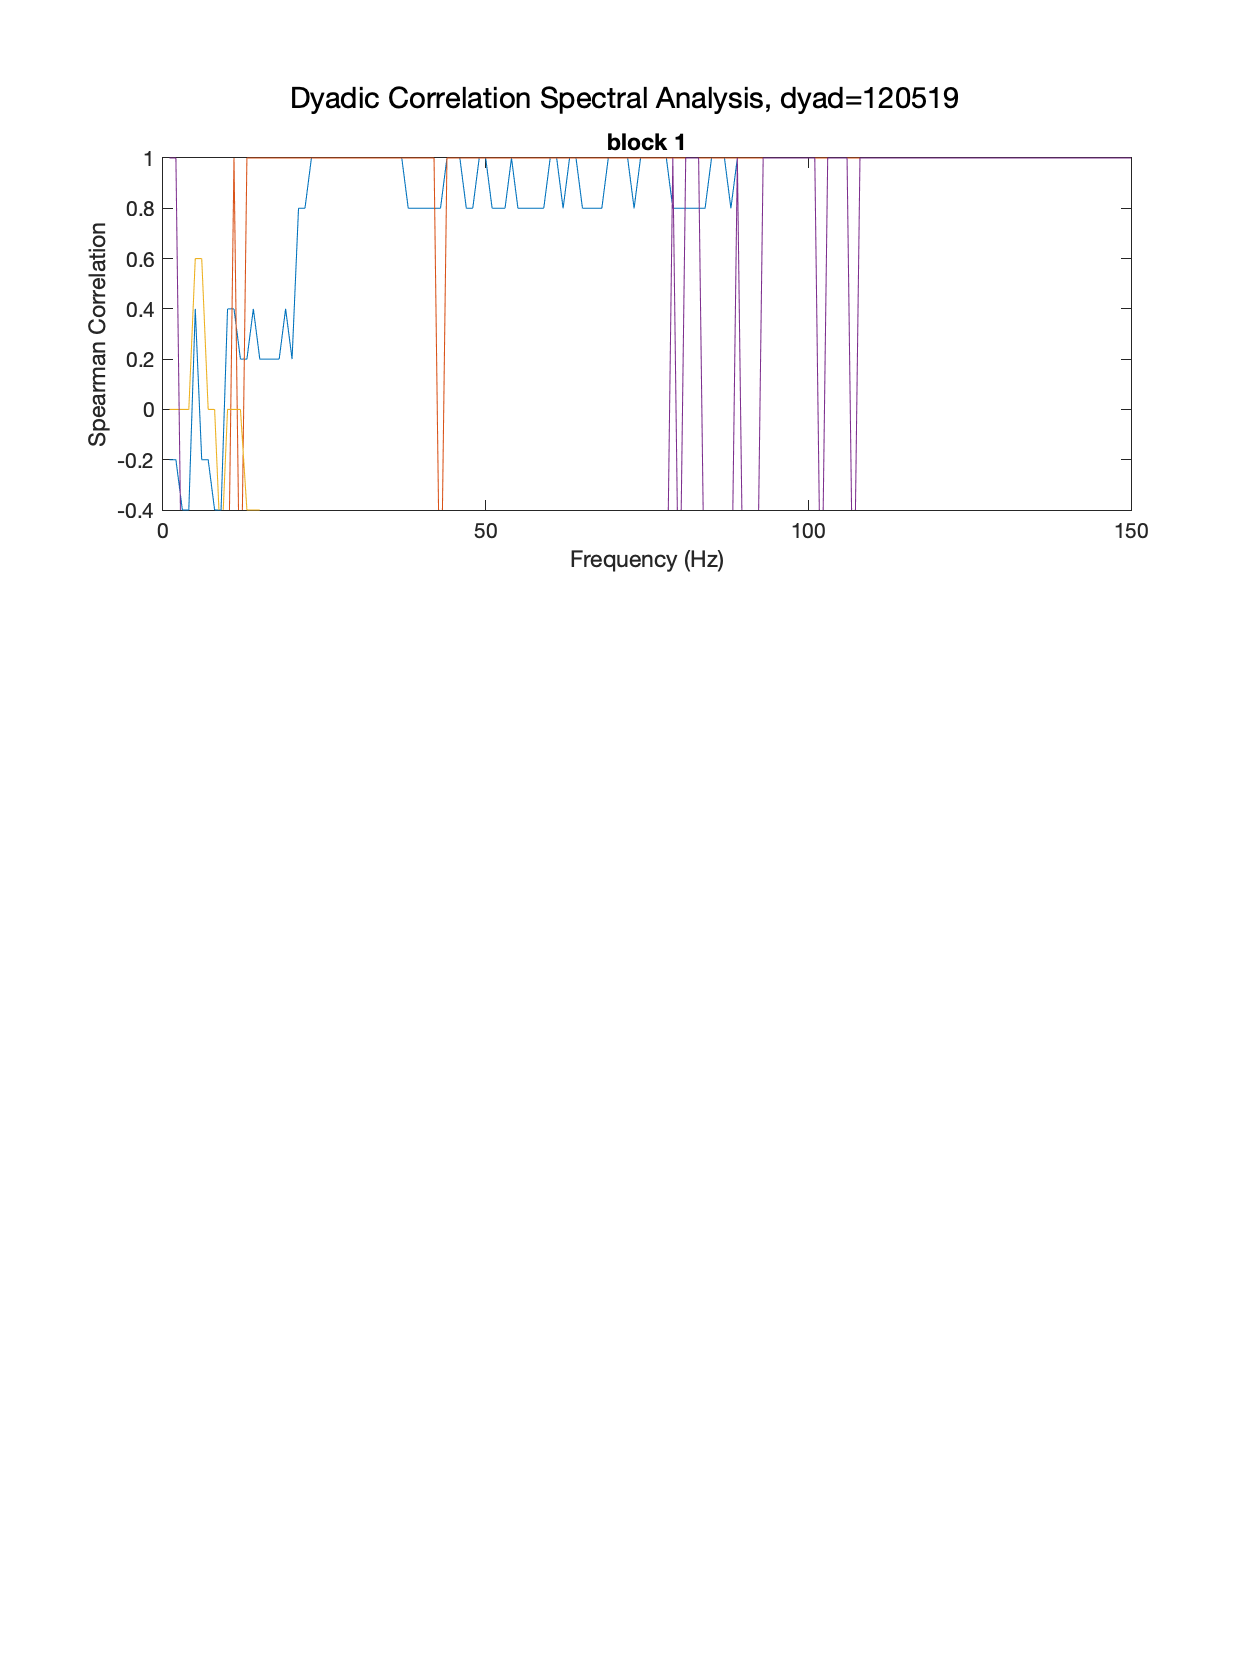 Dyadic Correlation Spectral Analysis, dyad=120519
block 1
1
0.8
0.6
0.4
0.2
0
-0.2
-0.4
Spearman Correlation
0 50 100 150
Frequency (Hz)